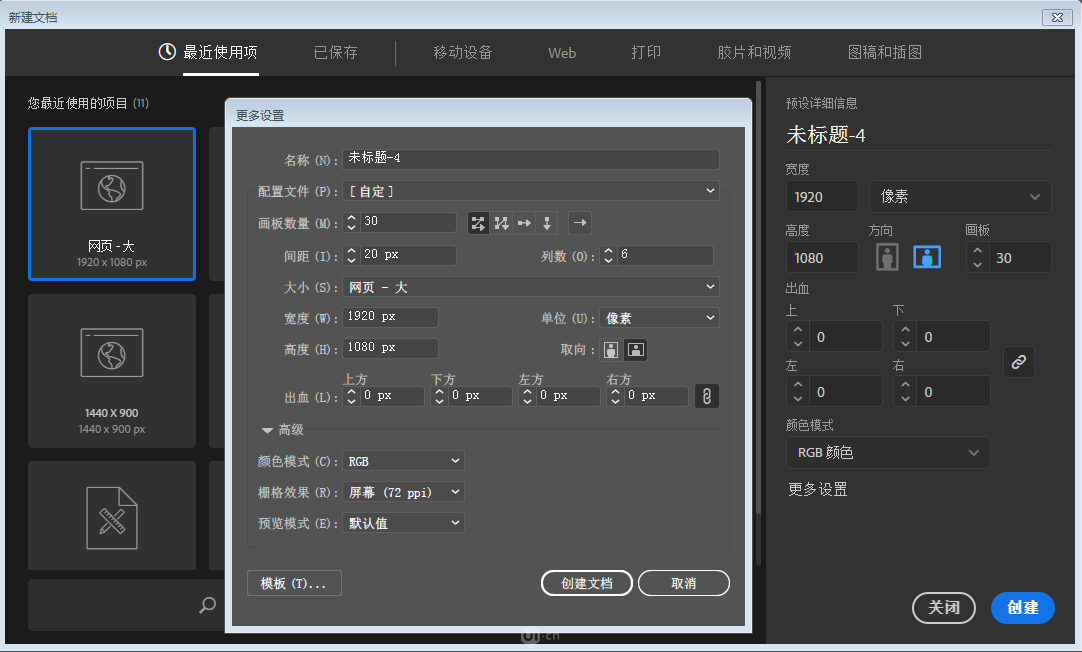 新建文档
最近使用项 已保存 移动设备 Web 打印 胶片和视频 图稿和插图
您最近使用的项目 (11)
网页 - 大
1920 x 1080 px
1440 X 900
1440 x 900 px
更多设置
名称 (N): 未标题-4
配置文件 (P): [自定]
画板数量 (M): 30
间距 (I): 20 px 列数 (O): 6
大小 (S): 网页 - 大
宽度 (W): 1920 px 单位 (U): 像素
高度 (H): 1080 px 取向:
上方 下方 左方 右方
出血 (L): 0 px 0 px 0 px 0 px
高级
颜色模式 (C): RGB
栅格效果 (R): 屏幕 (72 ppi)
预览模式 (E): 默认值
模板 (T)... 创建文档 取消
预设详细信息
未标题-4
宽度
1920 像素
高度 方向 画板
1080 30
出血
上 下
0 0
左 右
0 0
颜色模式
RGB 颜色
更多设置
关闭 创建
UI·cn